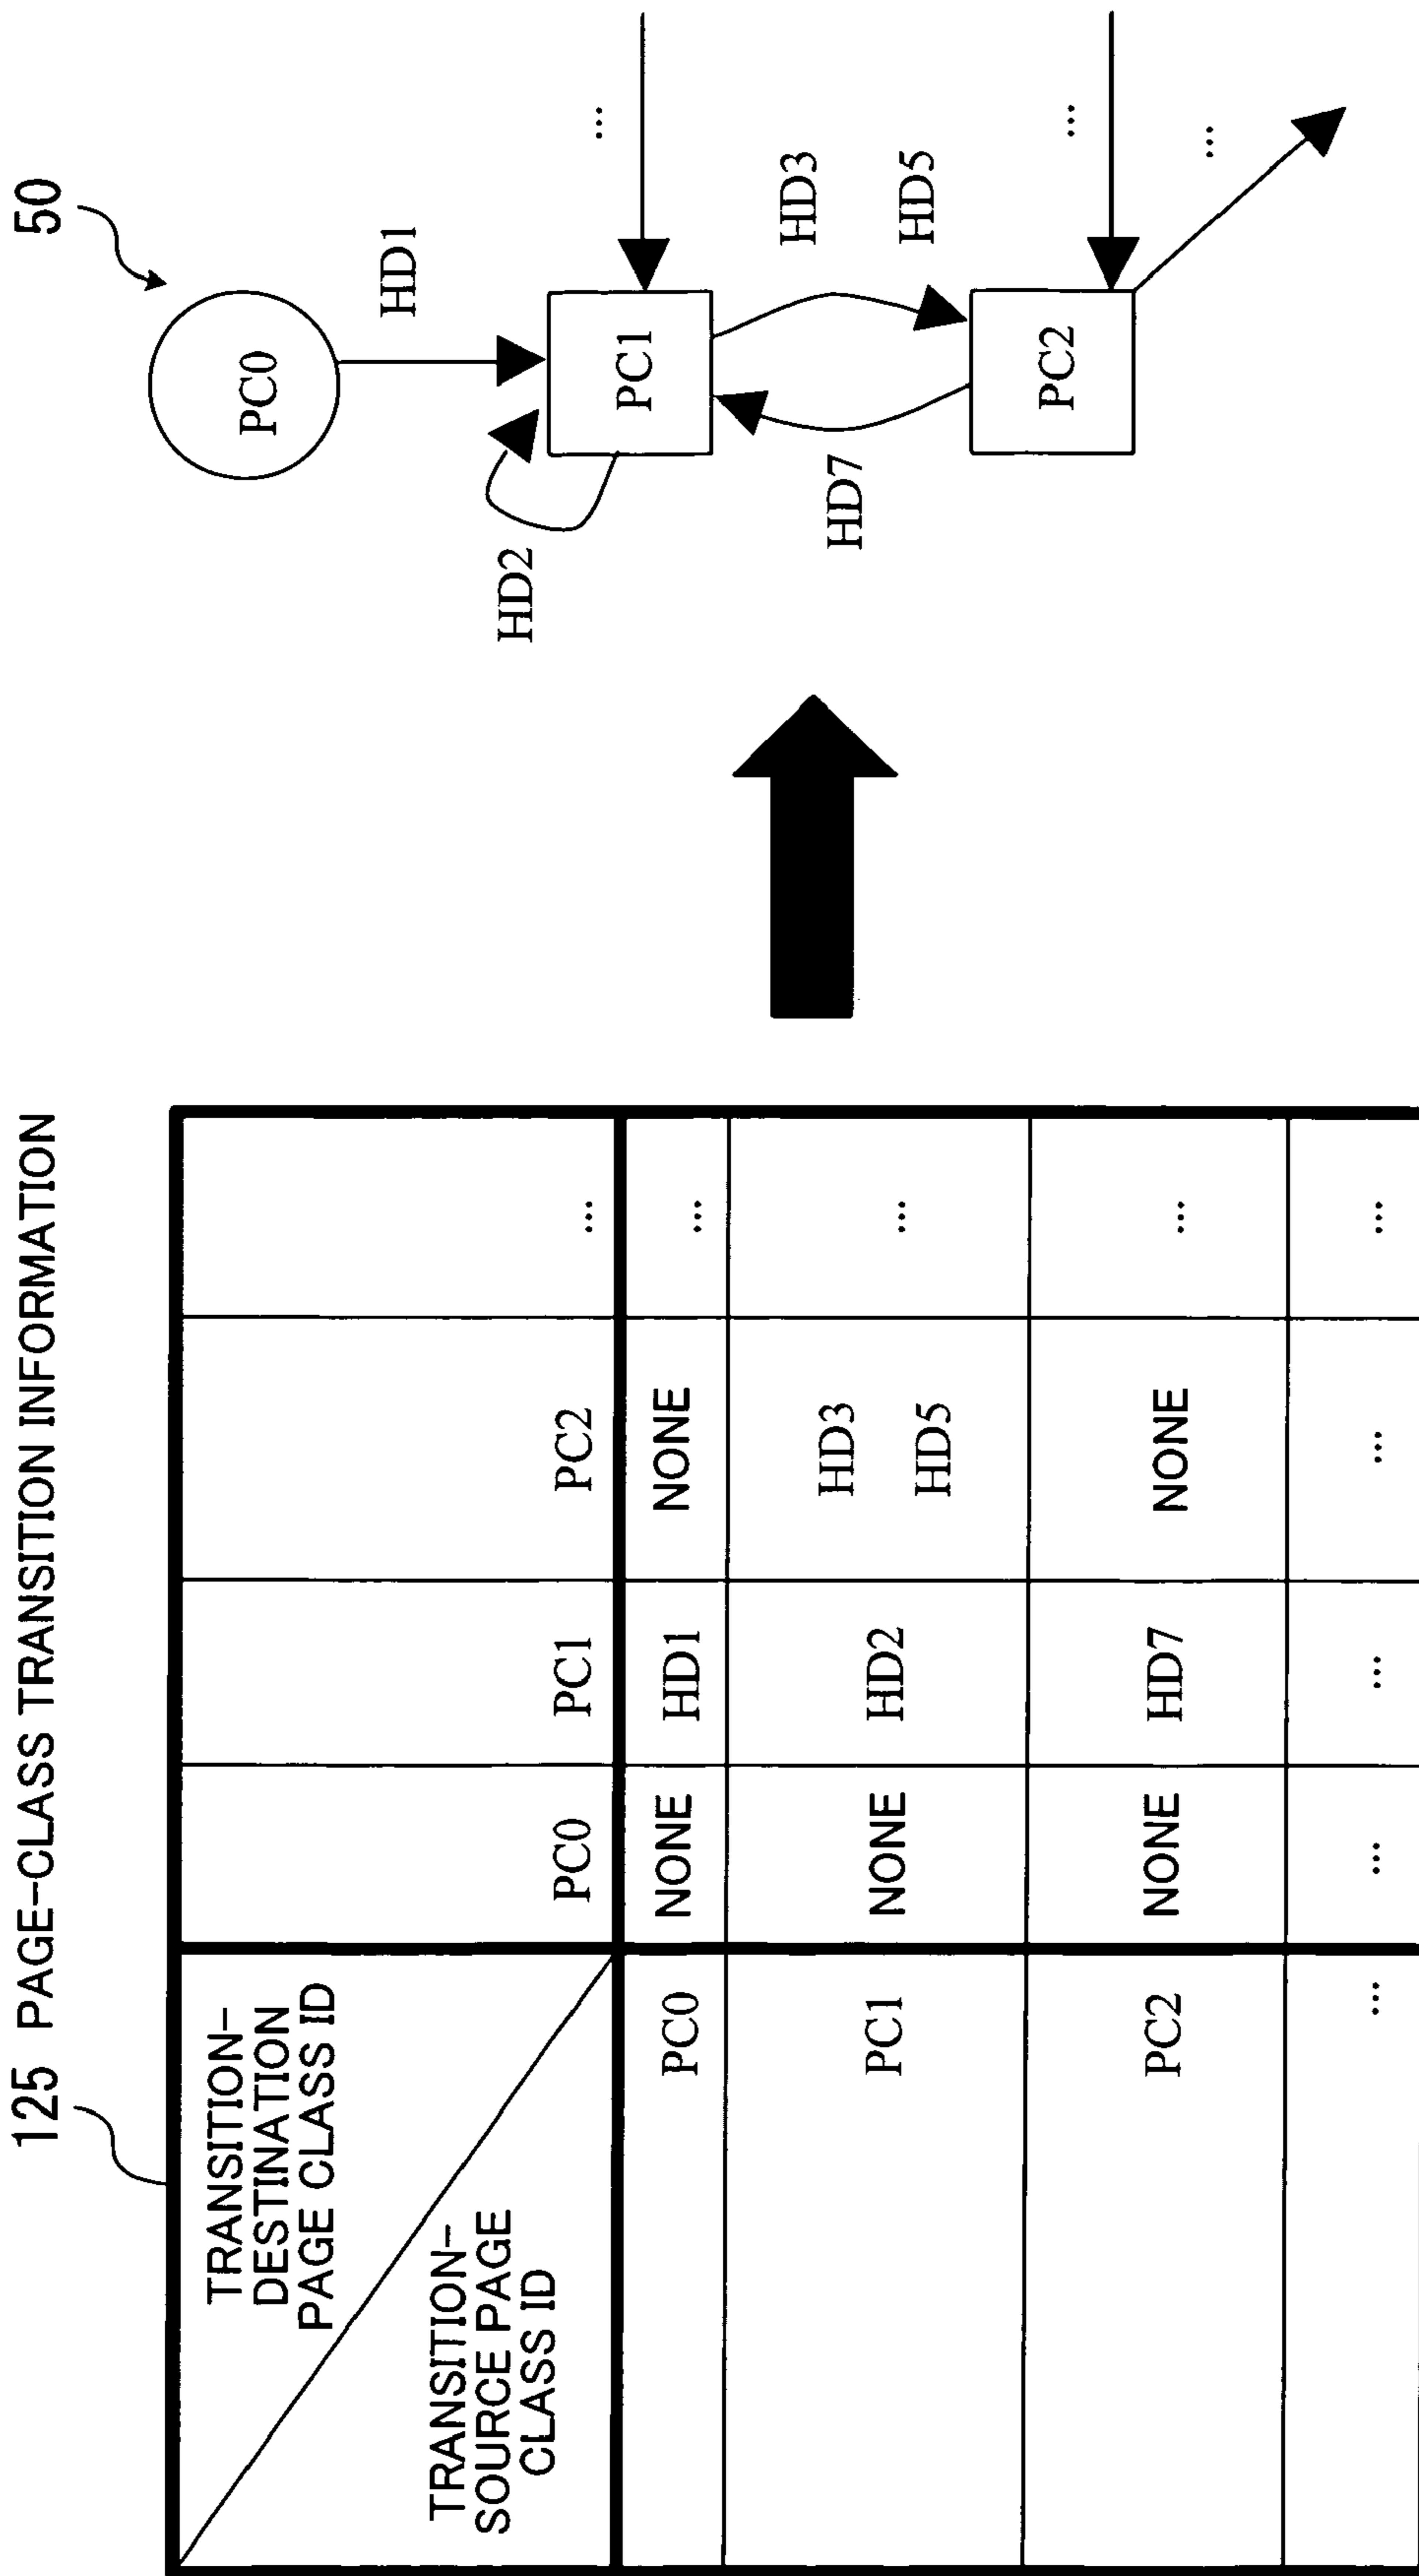 125 PAGE-CLASS TRANSITION INFORMATION
TRANSITION-
DESTINATION
PAGE CLASS ID
TRANSITION-
SOURCE PAGE
CLASS ID
PC0 PC1 PC2 ...
PC0 NONE HD1 NONE ...
PC1 NONE HD2 HD3 ...
HD5
PC2 NONE HD7 NONE ...
... ... ... ... ...
50
PC0
HD1
HD2
PC1
...
HD3
HD5
HD7
PC2
...
...